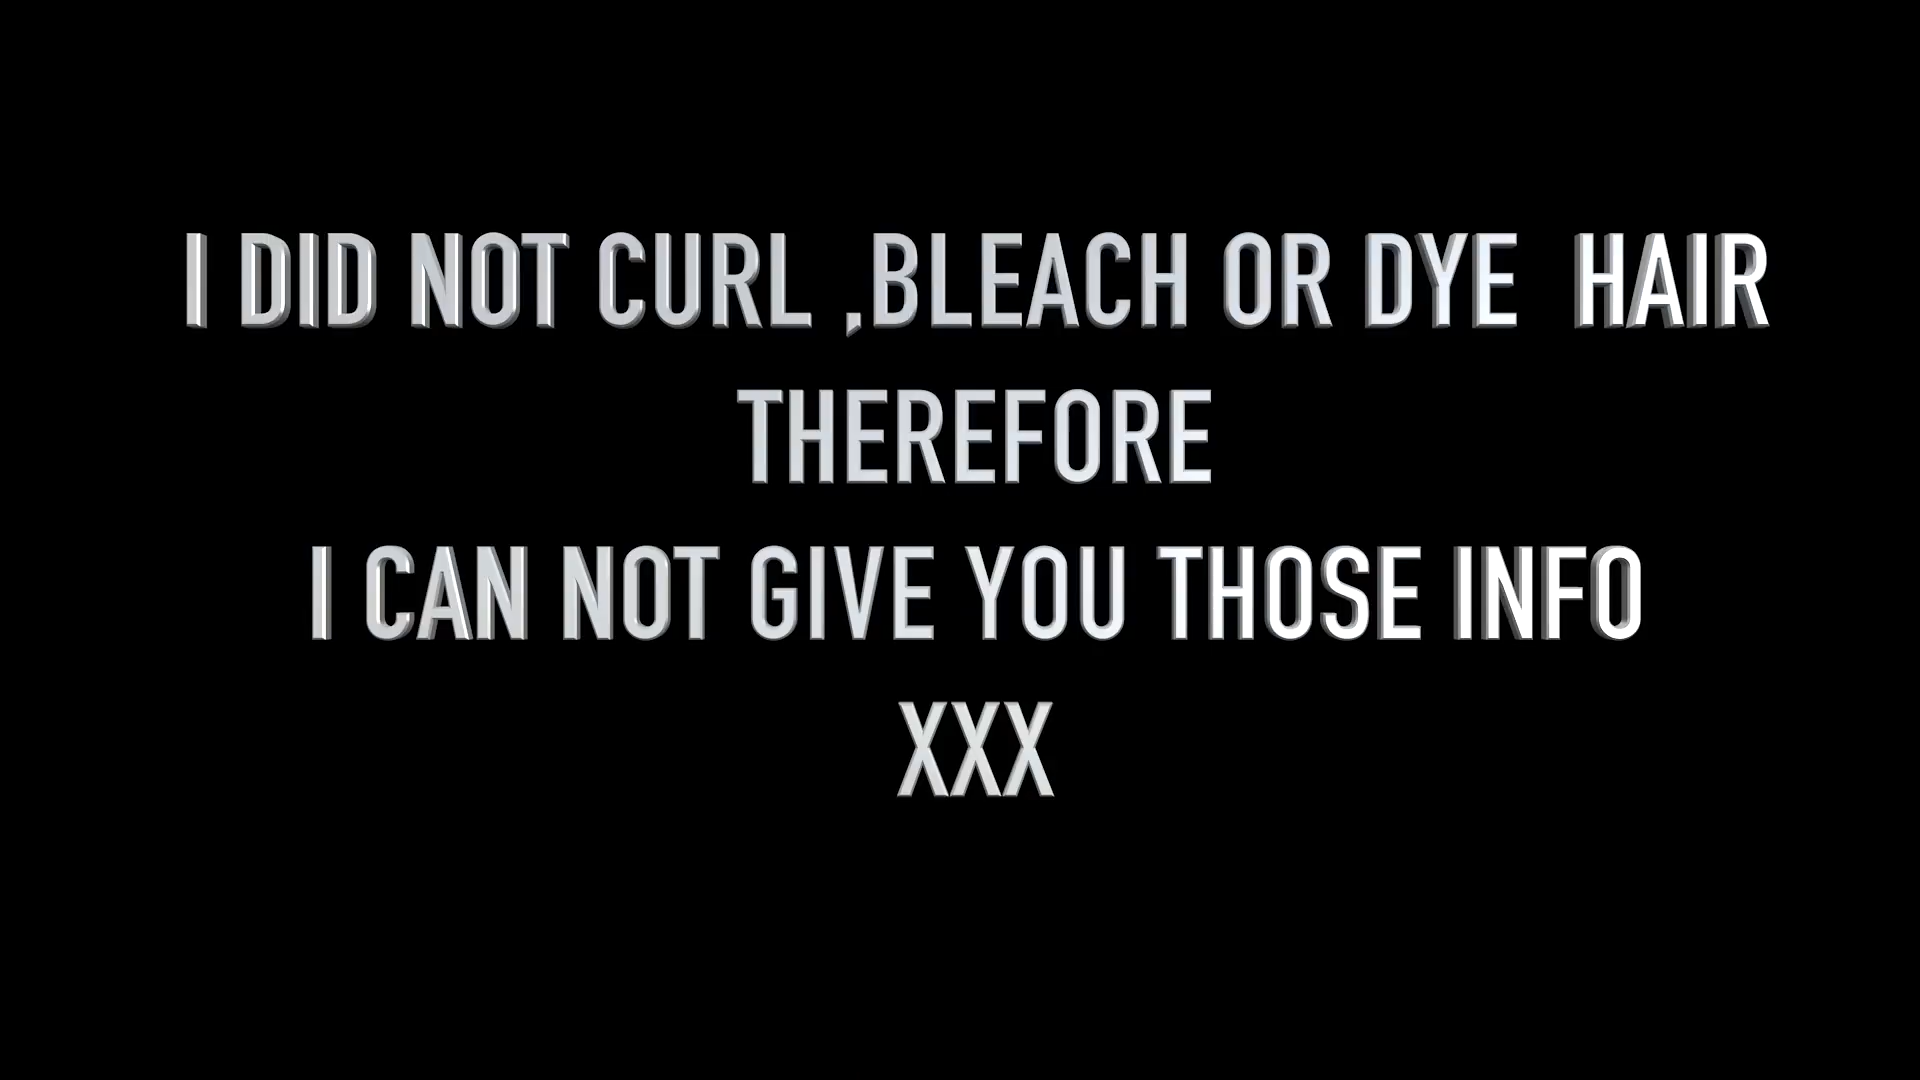 I DID NOT CURL ,BLEACH OR DYE  HAIR
THEREFORE
I CAN NOT GIVE YOU THOSE INFO
XXX